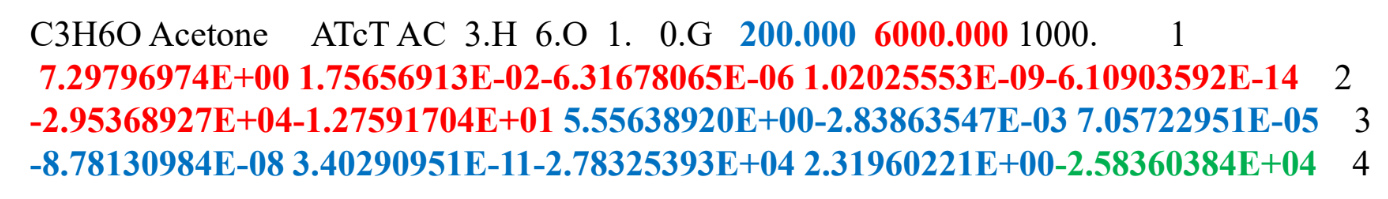 C3H6O Acetone     ATcT AC  3.H  6.O  1.   0.G   200.000  6000.000 1000.        1
 7.29796974E+00 1.75656913E-02-6.31678065E-06 1.02025553E-09-6.10903592E-14    2
-2.95368927E+04-1.27591704E+01 5.55638920E+00-2.83863547E-03 7.05722951E-05    3
-8.78130984E-08 3.40290951E-11-2.78325393E+04 2.31960221E+00-2.58360384E+04    4